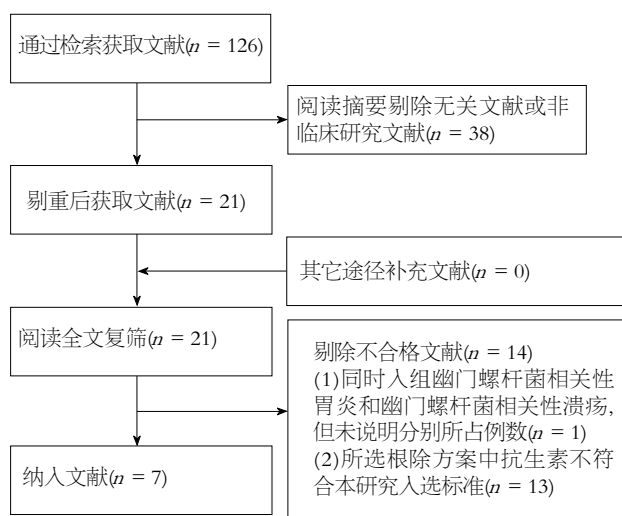 通过检索获取文献(n = 126)
阅读摘要剔除无关文献或非
临床研究文献(n = 38)
剔重后获取文献(n = 21)
其它途径补充文献(n = 0)
阅读全文复筛(n = 21)
剔除不合格文献(n = 14)
(1)同时入组幽门螺杆菌相关性
胃炎和幽门螺杆菌相关性溃疡,
但未说明分别所占例数(n = 1)
(2)所选根除方案中抗生素不符
合本研究入选标准(n = 13)
纳入文献(n = 7)